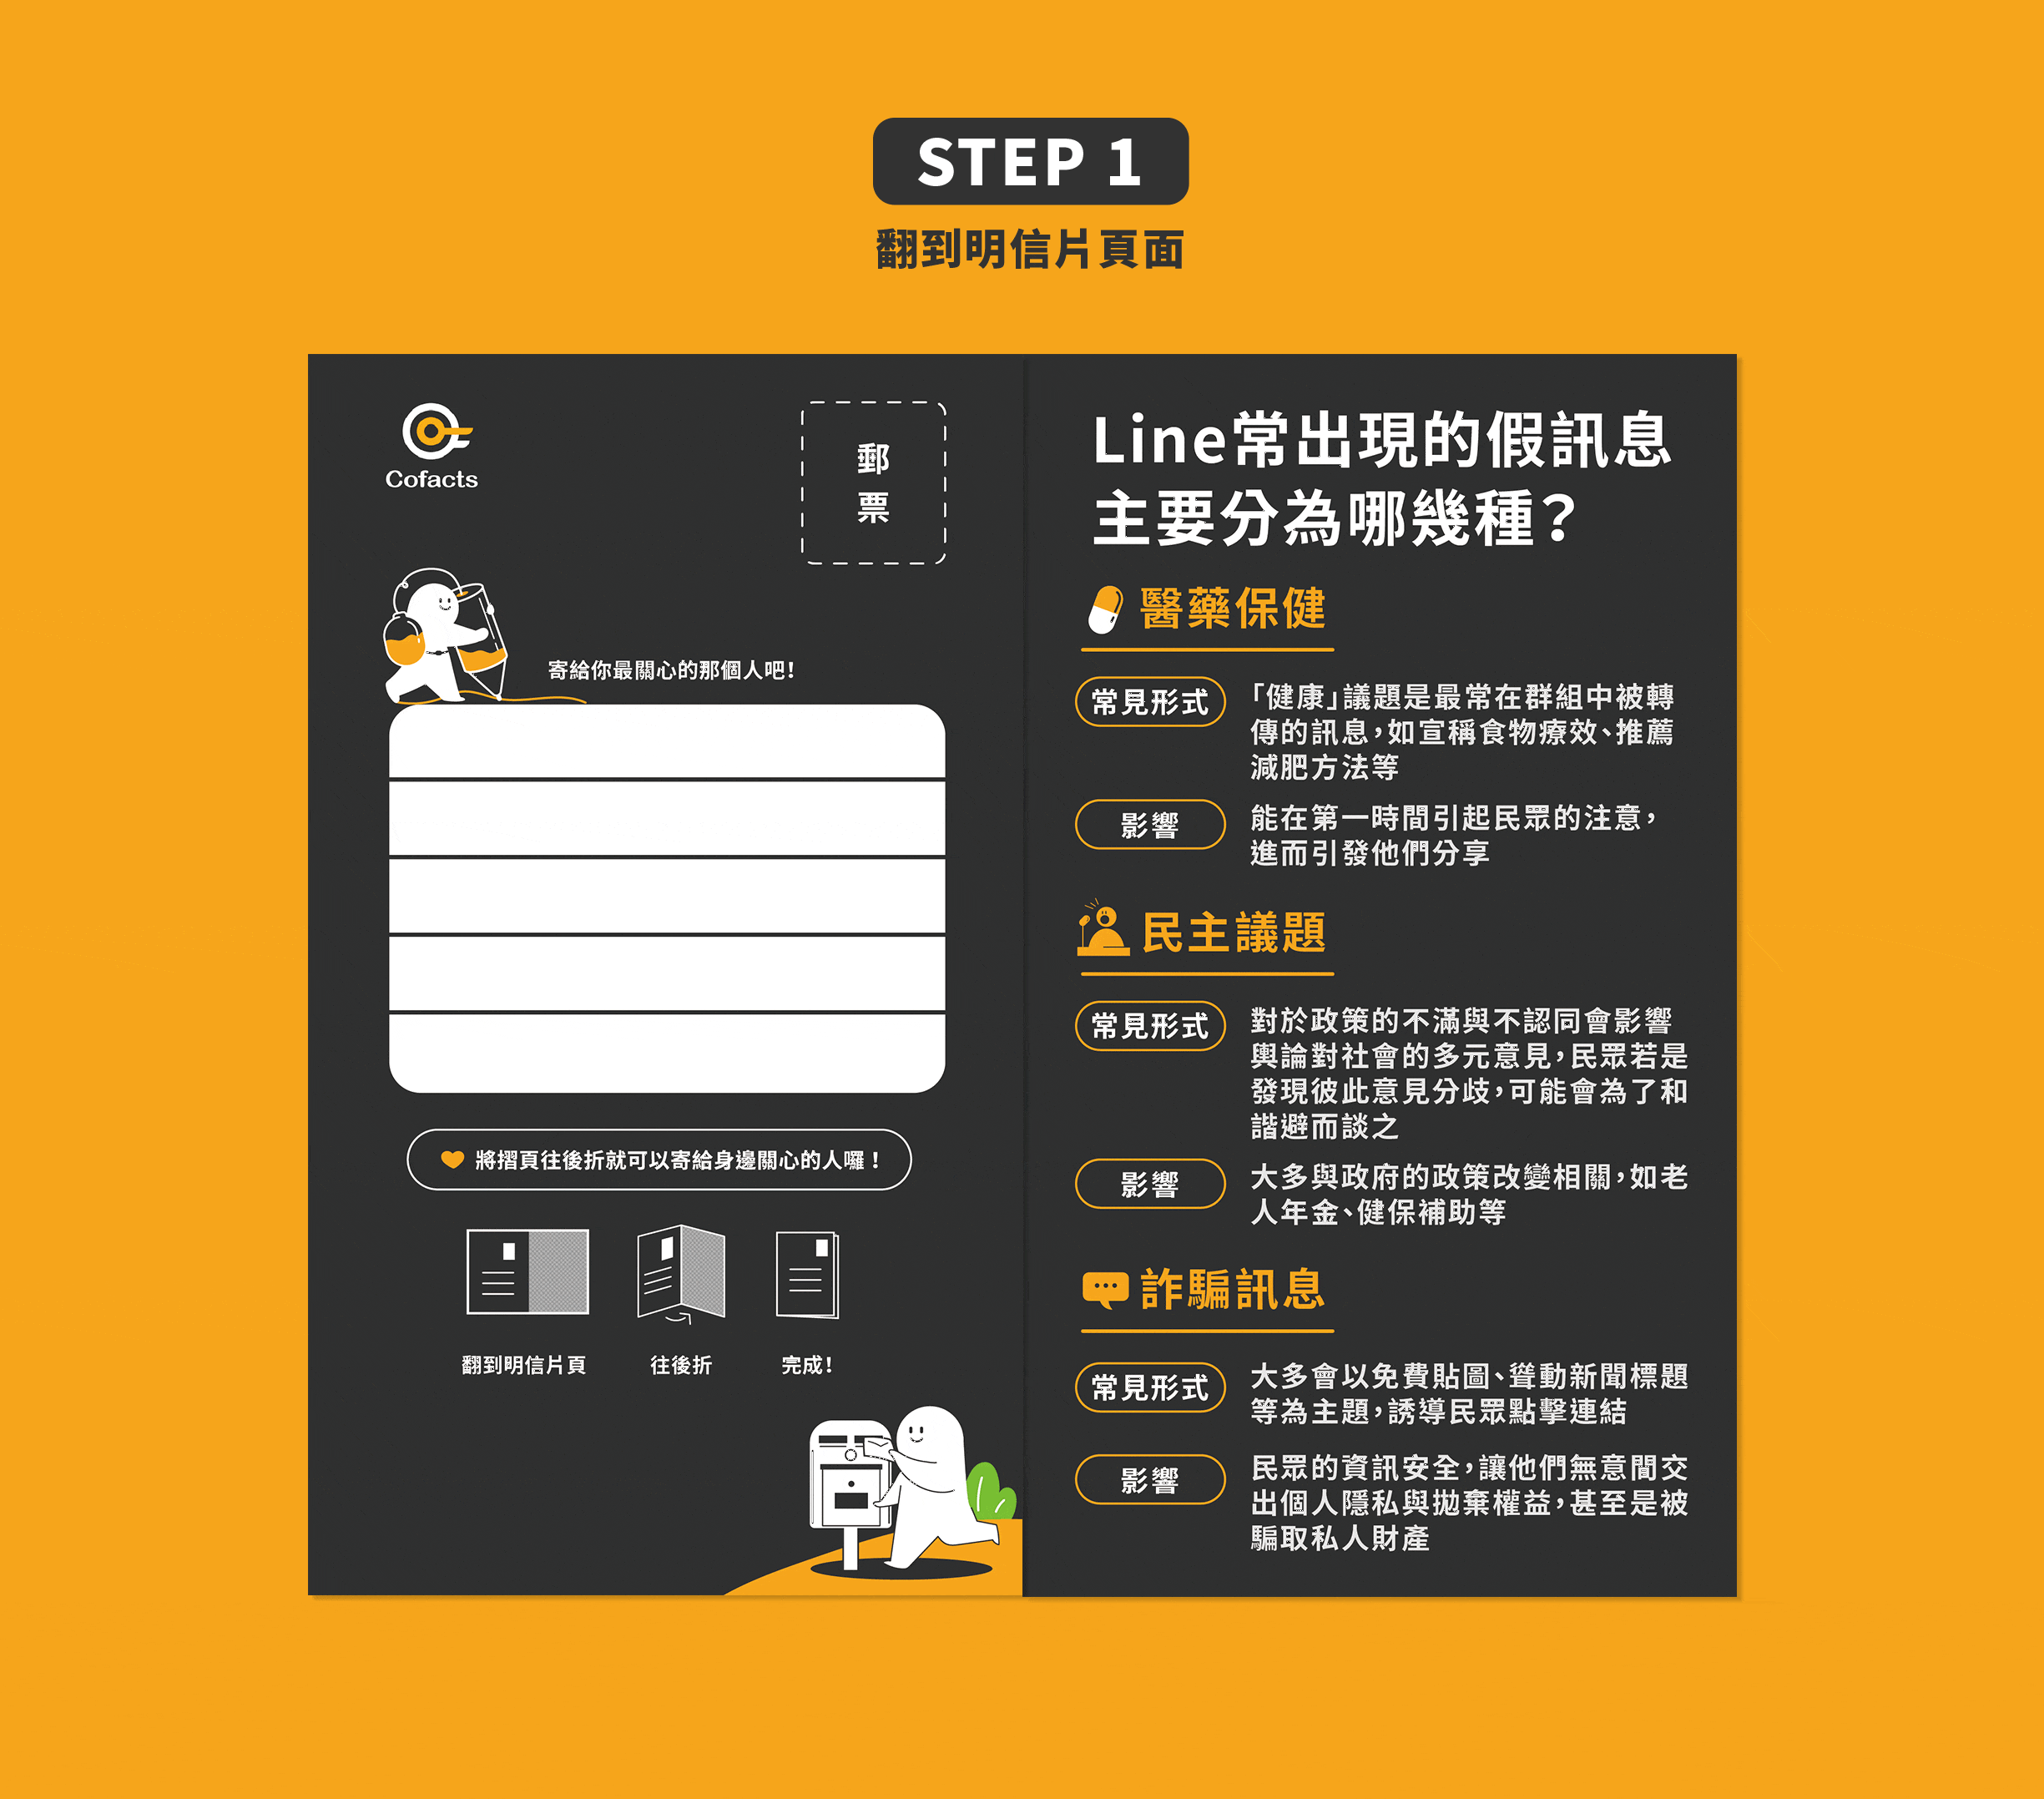 STEP 1
翻到明信片頁面
Cofacts
郵
票
寄給你最關心的那個人吧!
將摺頁往後折就可以寄給身邊關心的人囉！
翻到明信片頁
往後折
完成!
Line常出現的假訊息
主要分為哪幾種?
醫藥保健
常見形式
「健康」議題是最常在群組中被轉
傳的訊息,如宣稱食物療效、推薦
減肥方法等
影響
能在第一時間引起民眾的注意,
進而引發他們分享
民主議題
常見形式
對於政策的不滿與不認同會影響
輿論對社會的多元意見,民眾若是
發現彼此意見分歧,可能會為了和
諧避而談之
影響
大多與政府的政策改變相關,如老
人年金、健保補助等
詐騙訊息
常見形式
大多會以免費貼圖、聳動新聞標題
等為主題,誘導民眾點擊連結
影響
民眾的資訊安全,讓他們無意間交
出個人隱私與拋棄權益,甚至是被
騙取私人財產